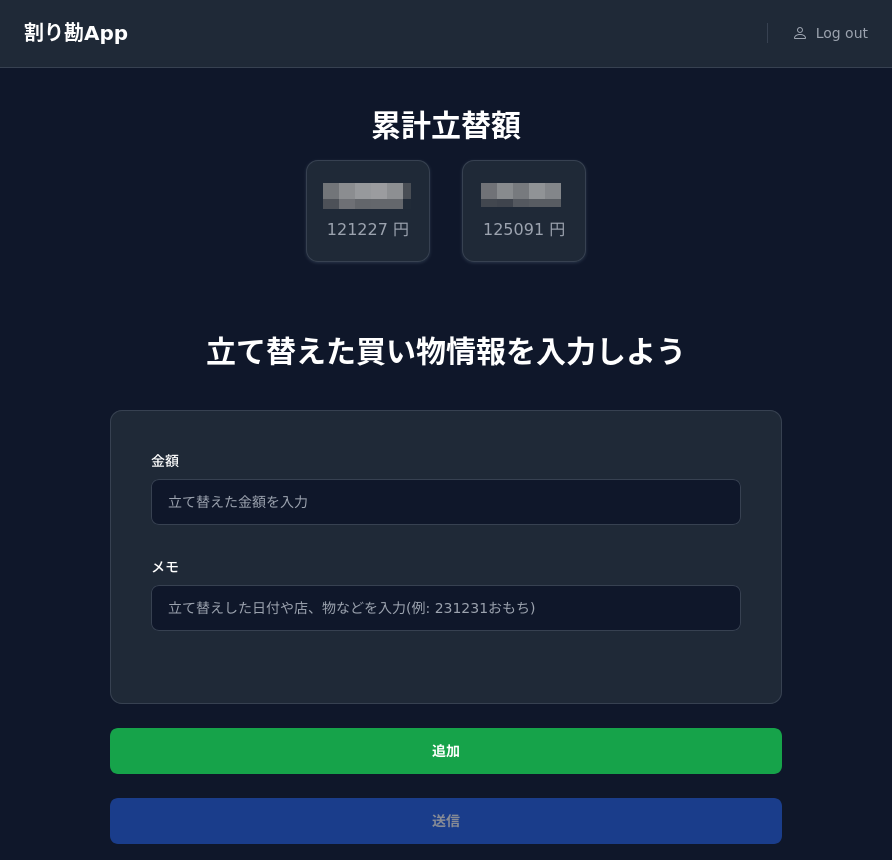 割り勘App
Log out
累計立替額
121227 円
125091 円
立て替えた買い物情報を入力しよう
金額
立て替えた金額を入力
メモ
立て替えした日付や店、物などを入力(例: 231231おもち)
追加
送信